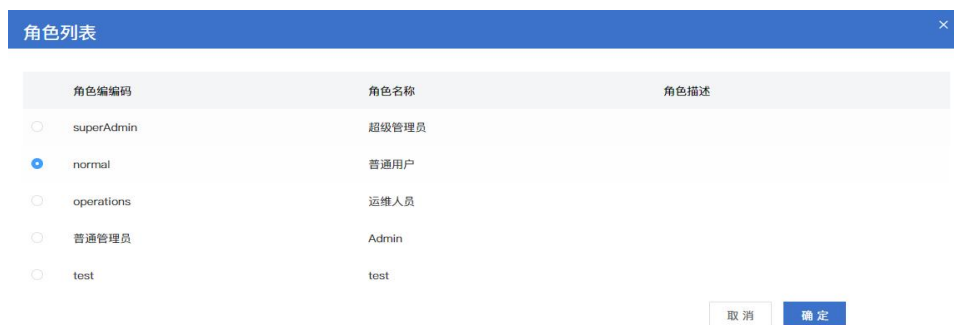 角色列表 ×
角色编编码 角色名称 角色描述
superAdmin 超级管理员
normal 普通用户
operations 运维人员
普通管理员 Admin
test test
取 消 确 定